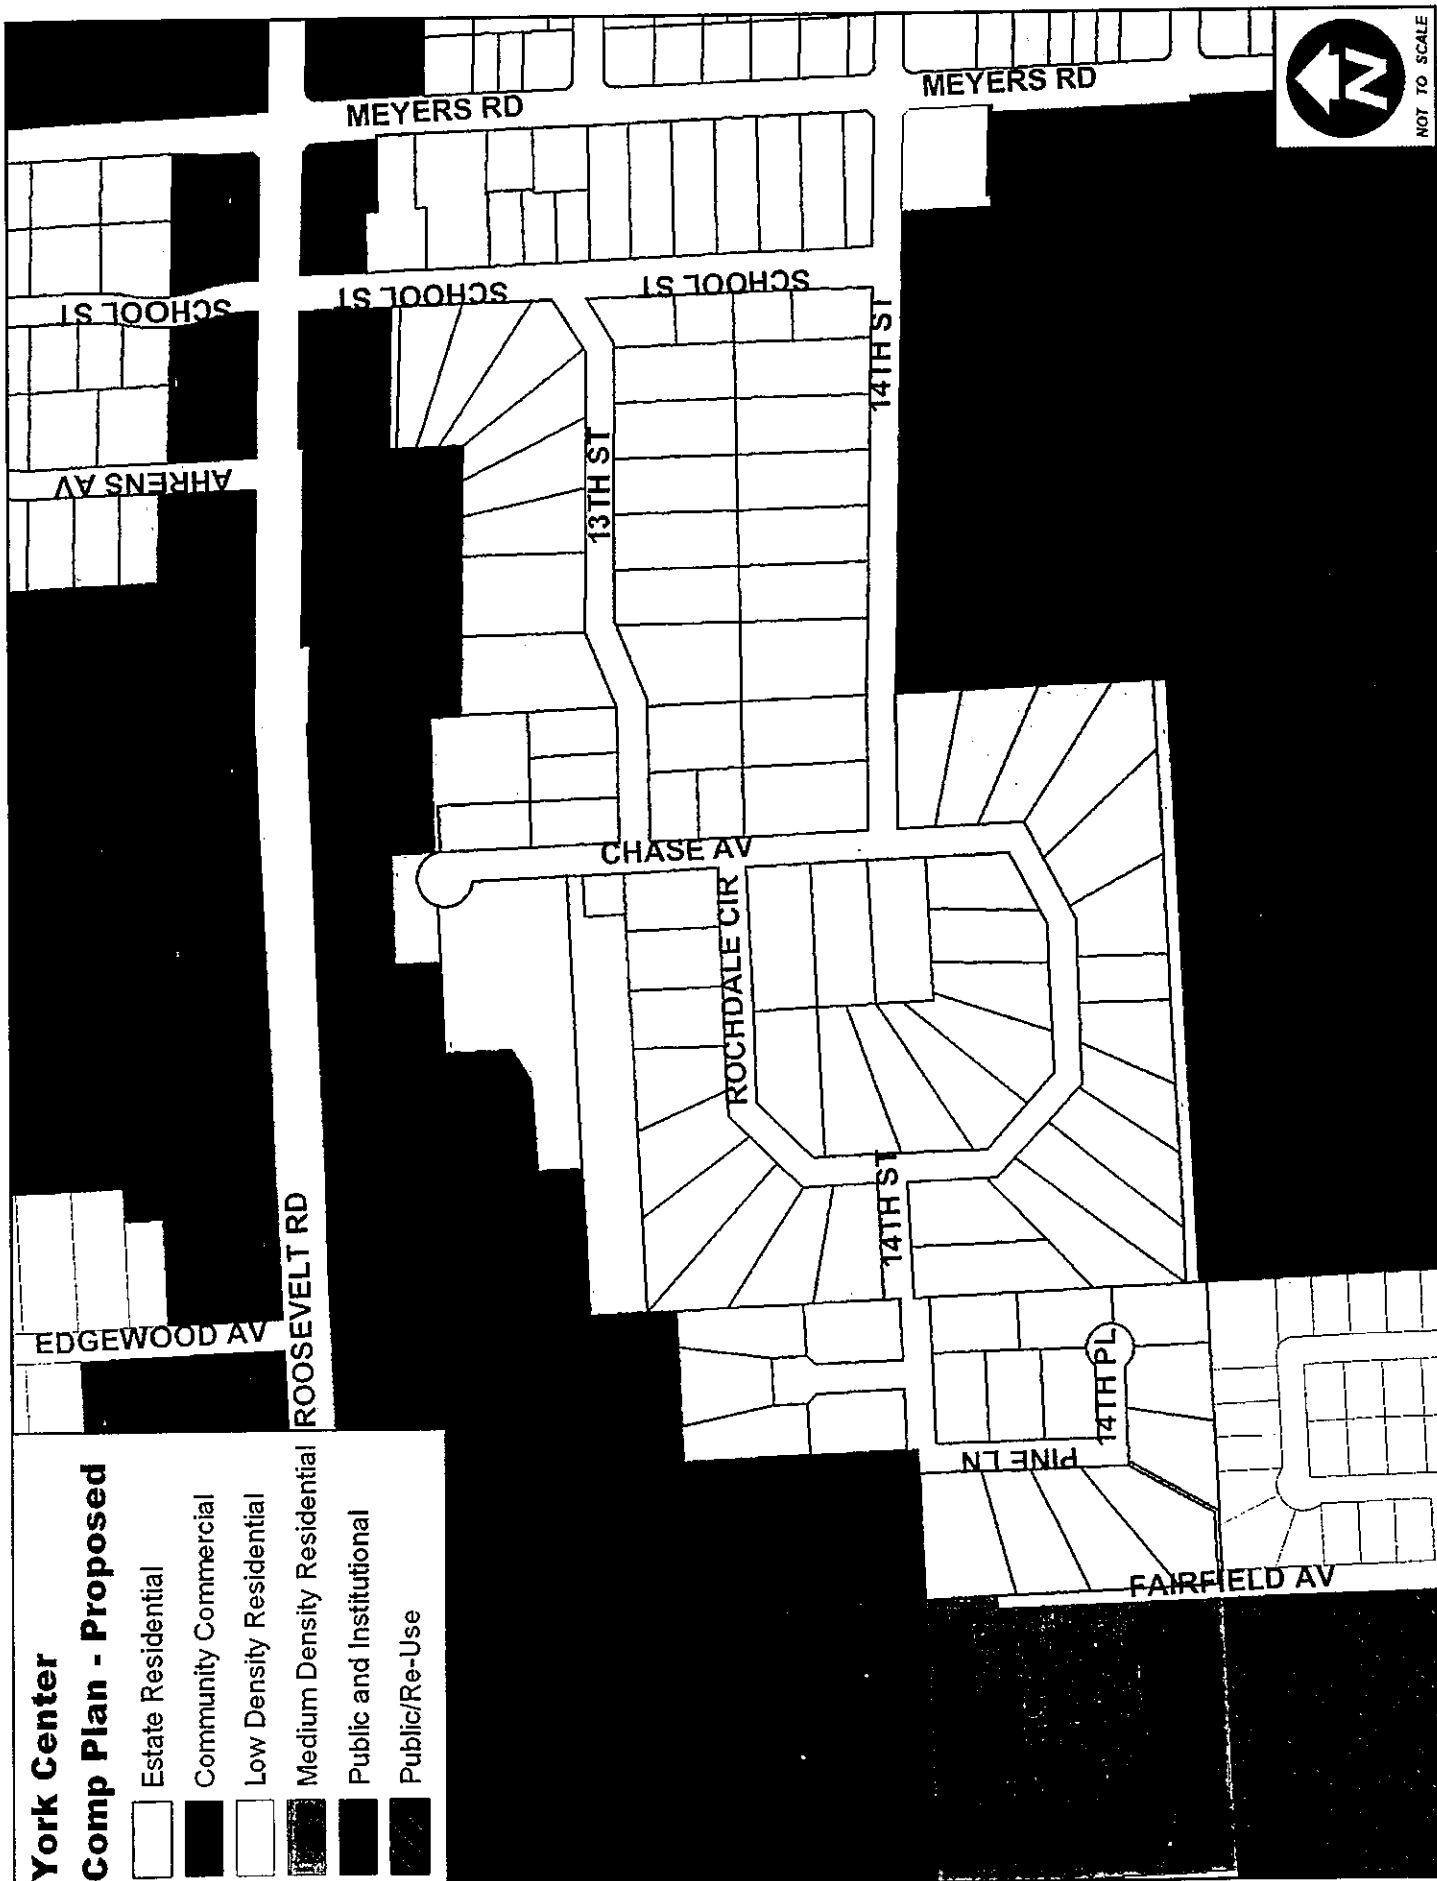 York Center
Comp Plan - Proposed
Estate Residential
Community Commercial
Low Density Residential
Medium Density Residential
Public and Institutional
Public/Re-Use
EDGEWOOD AV
ROOSEVELT RD
AHRENS AV
SCHOOL ST
SCHOOL ST
SCHOOL ST
MEYERS RD
MEYERS RD
13TH ST
14TH ST
CHASE AV
ROCHDALE CIR
14TH ST
14TH PL
PINE LN
FAIRFIELD AV
N
NOT TO SCALE